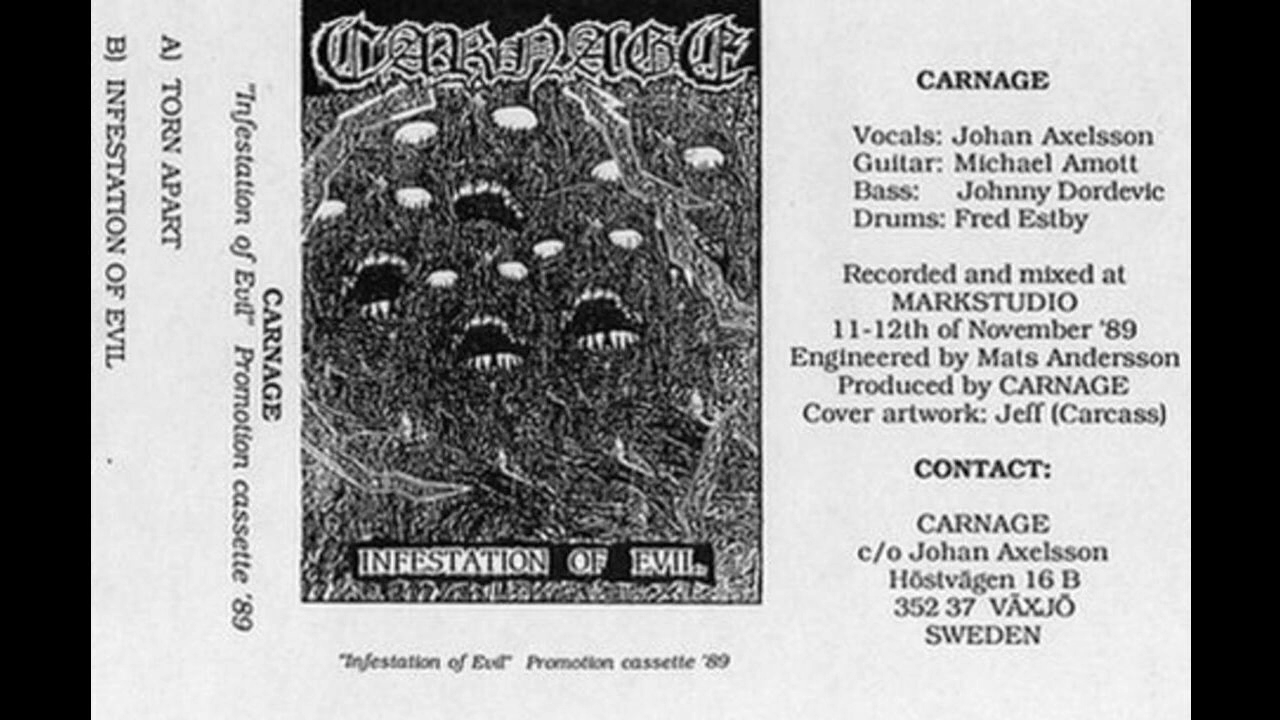 A) TORN APART
B) INFESTATION OF EVIL
CARNAGE
"Infestation of Evil" Promotion cassette '89
CARNAGE
INFESTATION OF EVIL
"Infestation of Evil" Promotion cassette '89
CARNAGE
Vocals: Johan Axelsson
Guitar: Michael Amott
Bass: Johnny Dordevic
Drums: Fred Estby
Recorded and mixed at
MARKSTUDIO
11-12th of November '89
Engineered by Mats Andersson
Produced by CARNAGE
Cover artwork: Jeff (Carcass)
CONTACT:
CARNAGE
c/o Johan Axelsson
Höstvägen 16 B
352 37 VÄXJÖ
SWEDEN